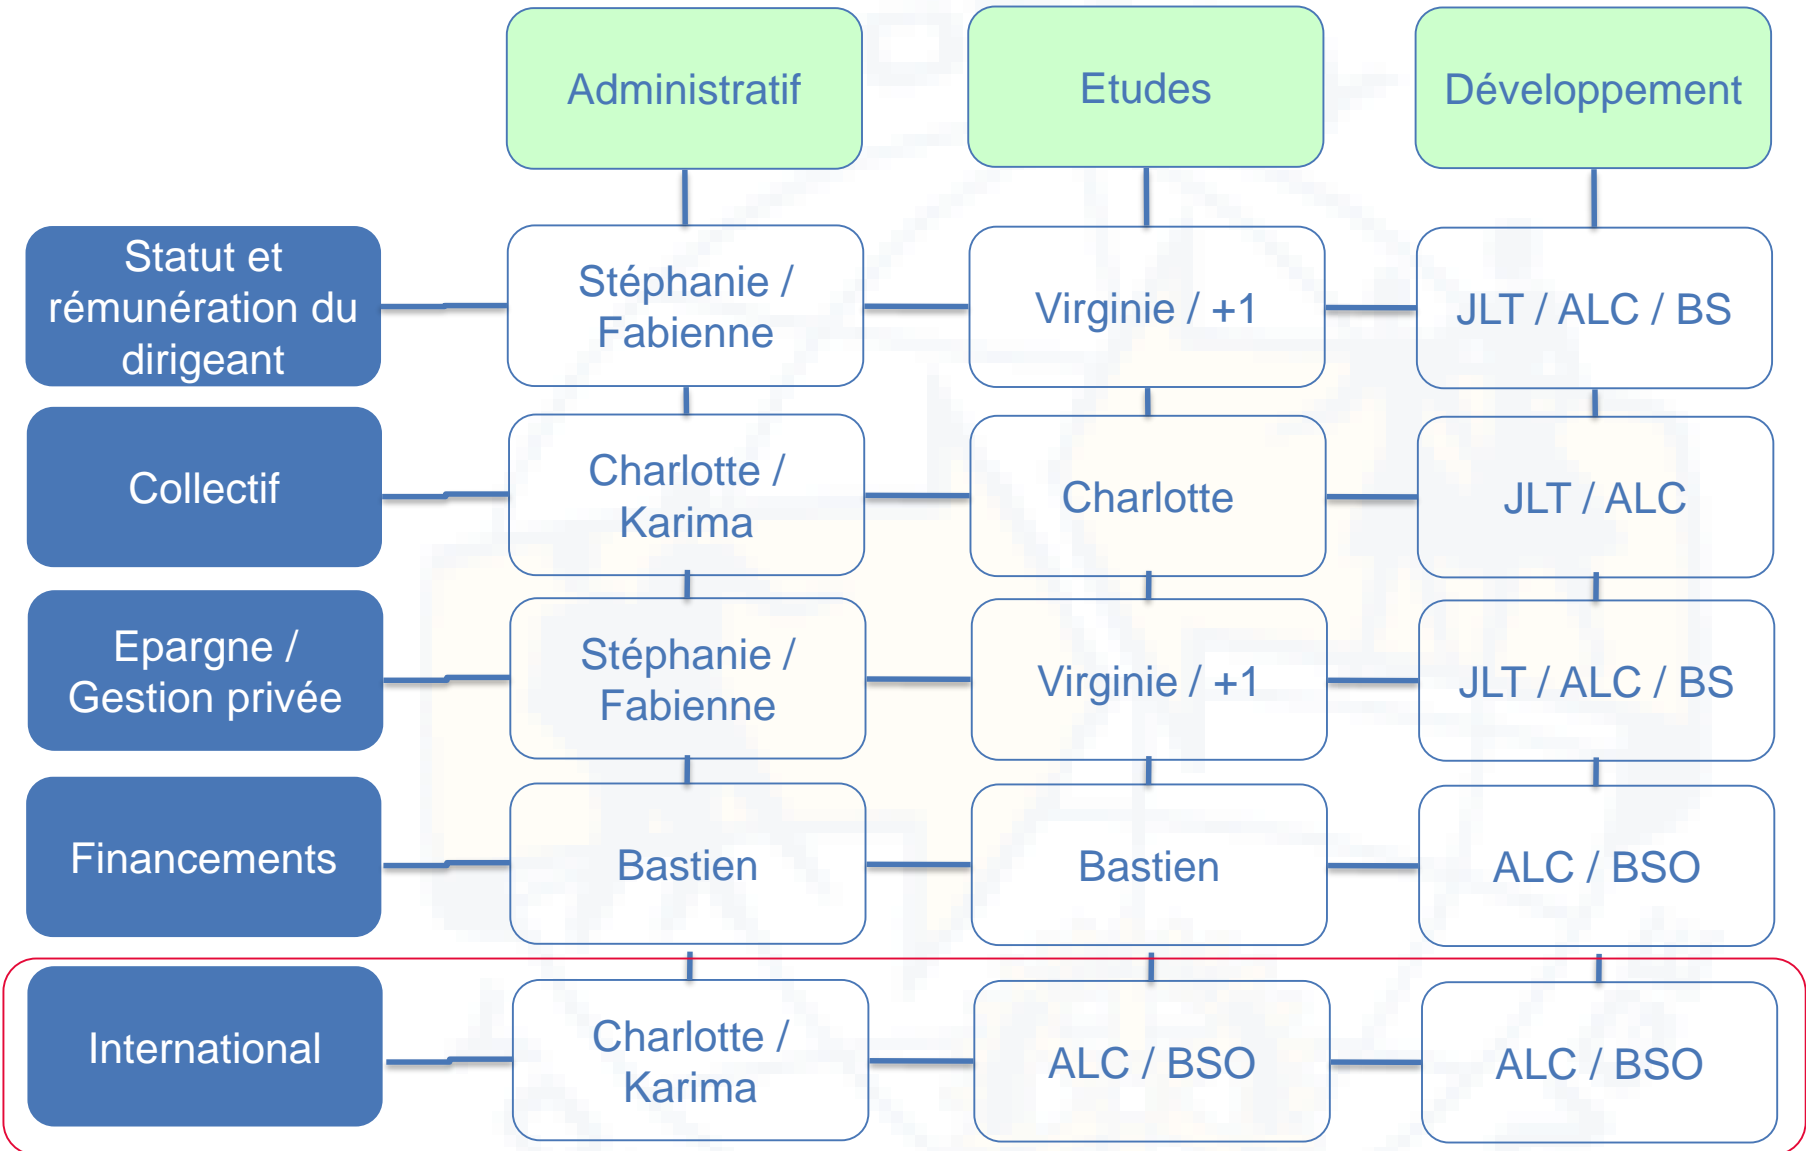 Administratif
Etudes
Développement
Statut et
rémunération du
dirigeant
Stéphanie /
Fabienne
Virginie / +1
JLT / ALC / BS
Collectif
Charlotte /
Karima
Charlotte
JLT / ALC
Epargne /
Gestion privée
Stéphanie /
Fabienne
Virginie / +1
JLT / ALC / BS
Financements
Bastien
Bastien
ALC / BSO
International
Charlotte /
Karima
ALC / BSO
ALC / BSO